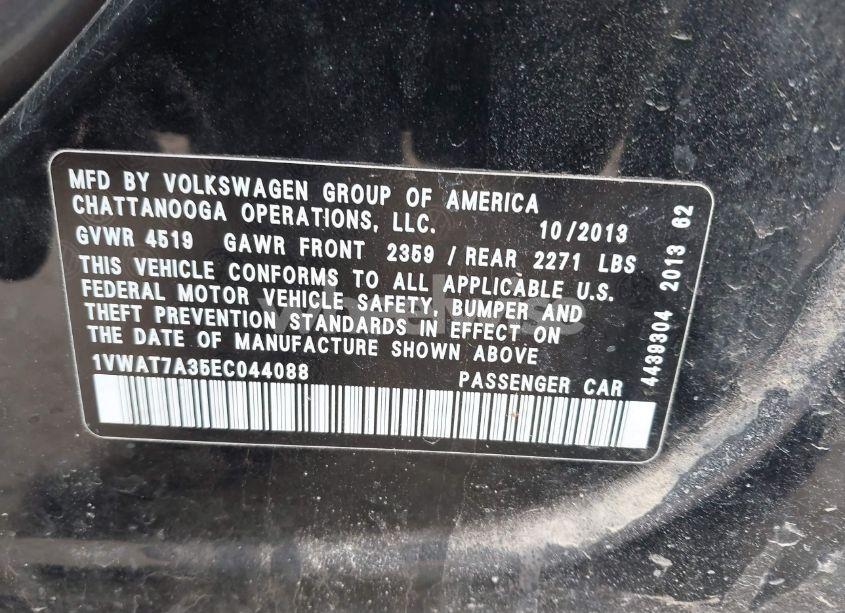 MFD BY VOLKSWAGEN GROUP OF AMERICA
CHATTANOOGA OPERATIONS, LLC. 10/2013
GVWR 4519 GAWR FRONT 2359 / REAR 2271 LBS
THIS VEHICLE CONFORMS TO ALL APPLICABLE U.S.
FEDERAL MOTOR VEHICLE SAFETY, BUMPER AND
THEFT PREVENTION STANDARDS IN EFFECT ON
THE DATE OF MANUFACTURE SHOWN ABOVE
1VWAT7A35EC044088 PASSENGER CAR
4439304 2013 62